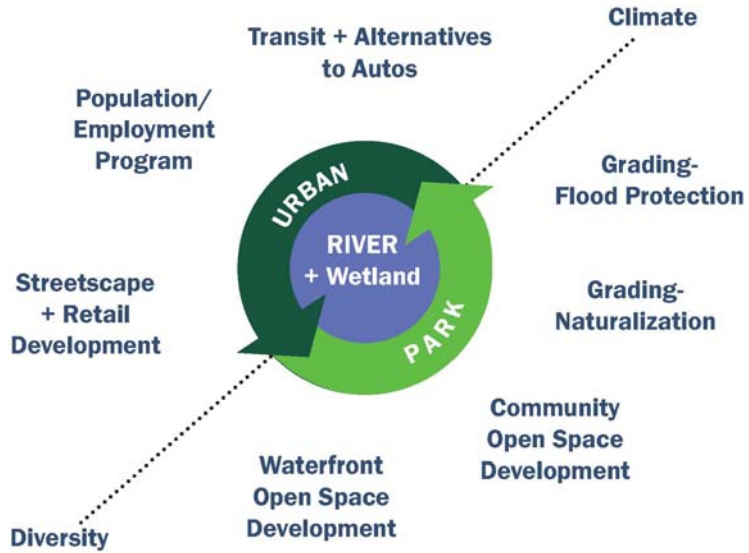 Climate
Transit + Alternatives
to Autos
Population/
Employment
Program
Grading-
Flood Protection
URBAN
RIVER
+ Wetland
PARK
Streetscape
+ Retail
Development
Grading-
Naturalization
Community
Open Space
Development
Waterfront
Open Space
Development
Diversity